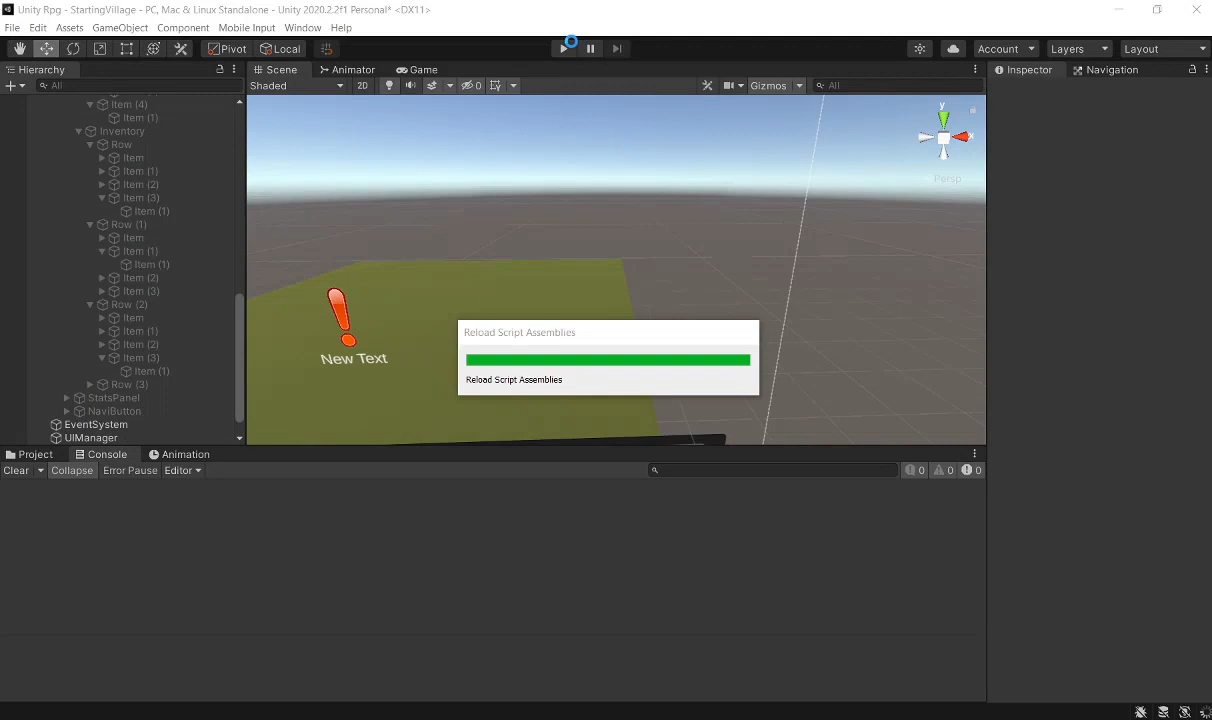 Unity Rpg - StartingVillage - PC, Mac & Linux Standalone - Unity 2020.2.2f1 Personal* <DX11>
File Edit Assets GameObject Component Mobile Input Window Help
Pivot Local Account Layers Layout
Hierarchy Scene Animator Game Inspector Navigation
All Shaded 2D 0 Gizmos All
Item (4)
Item (1)
Inventory
Row
Item
Item (1)
Item (2)
Item (3)
Item (1)
Row (1)
Item
Item (1)
Item (1)
Item (2)
Item (3)
Row (2)
Item
Item (1)
Item (2)
Item (3)
Item (1)
Row (3)
StatsPanel
NaviButton
EventSystem
UIManager
y
x
Persp
New Text
Reload Script Assemblies
Reload Script Assemblies
Project Console Animation
Clear Collapse Error Pause Editor 0 0 0